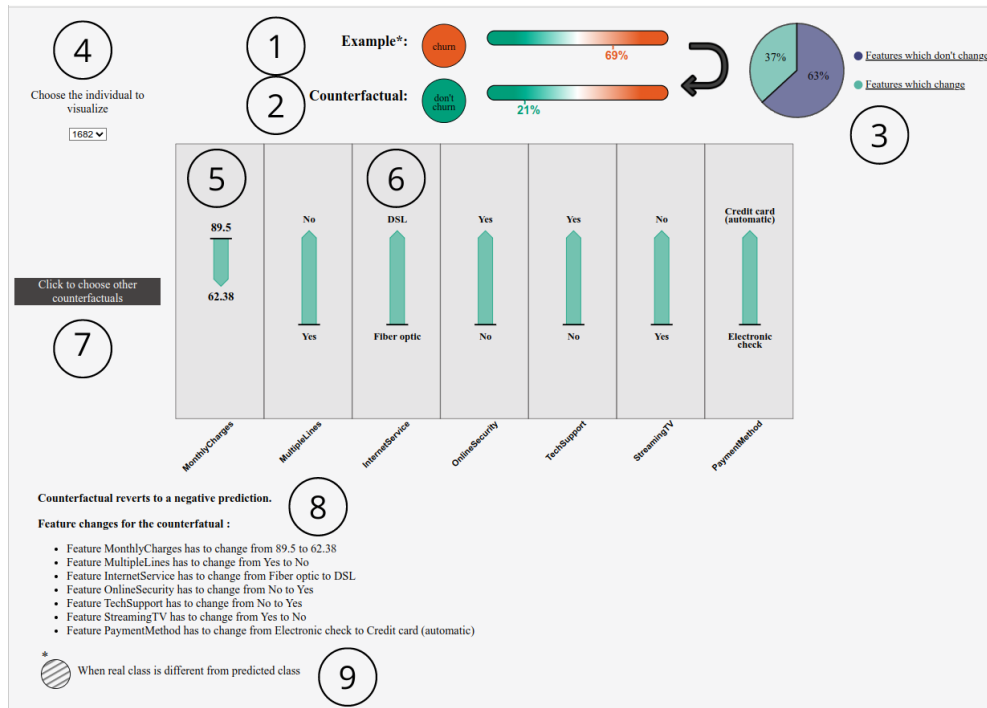 4
Choose the individual to
visualize
1682
1
Example*:
churn
69%
2
Counterfactual:
don't
churn
21%
37%
63%
Features which don't change
Features which change
3
5
6
89.5
62.38
No
Yes
DSL
Fiber optic
Yes
No
Yes
No
No
Yes
Credit card
(automatic)
Electronic
check
Click to choose other
counterfactuals
7
MonthlyCharges
MultipleLines
InternetService
OnlineSecurity
TechSupport
StreamingTV
PaymentMethod
Counterfactual reverts to a negative prediction.
8
Feature changes for the counterfatual :
• Feature MonthlyCharges has to change from 89.5 to 62.38
• Feature MultipleLines has to change from Yes to No
• Feature InternetService has to change from Fiber optic to DSL
• Feature OnlineSecurity has to change from No to Yes
• Feature TechSupport has to change from No to Yes
• Feature StreamingTV has to change from Yes to No
• Feature PaymentMethod has to change from Electronic check to Credit card (automatic)
*
When real class is different from predicted class
9